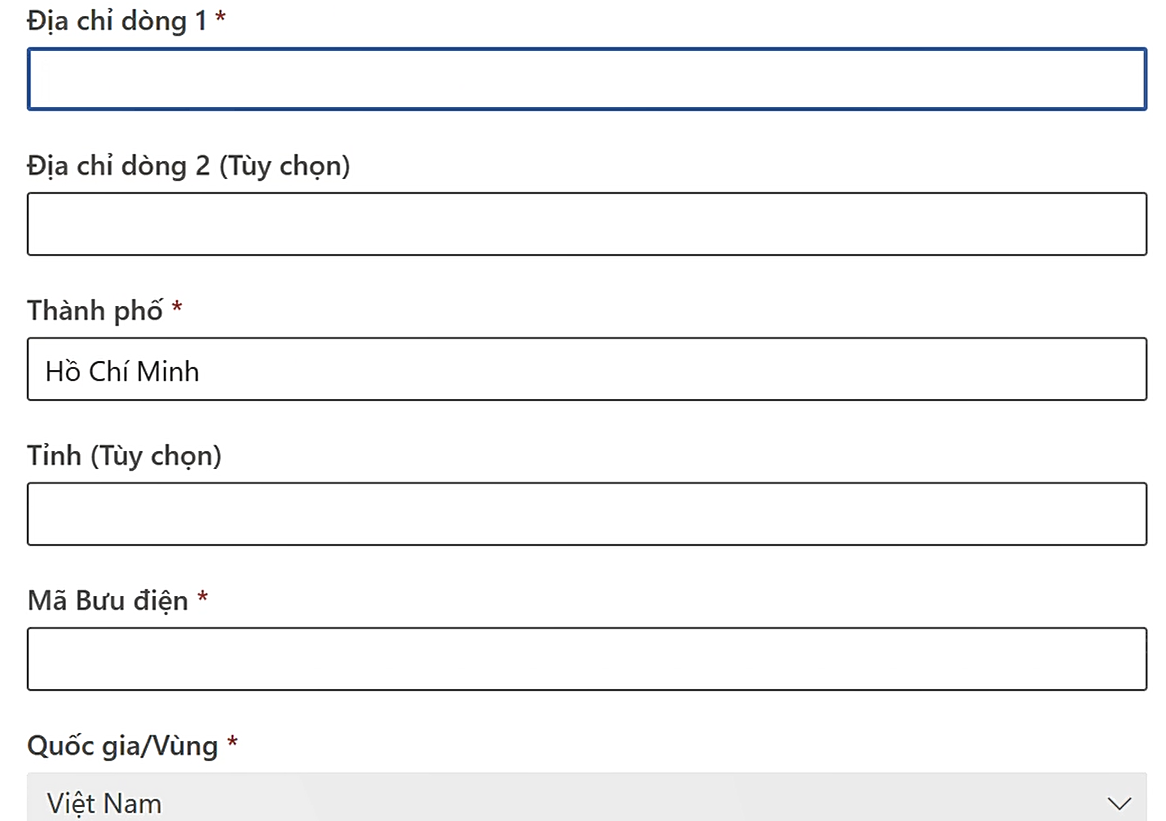 Địa chỉ dòng 1 *
Địa chỉ dòng 2 (Tùy chọn)
Thành phố *
Hồ Chí Minh
Tỉnh (Tùy chọn)
Mã Bưu điện *
Quốc gia/Vùng *
Việt Nam